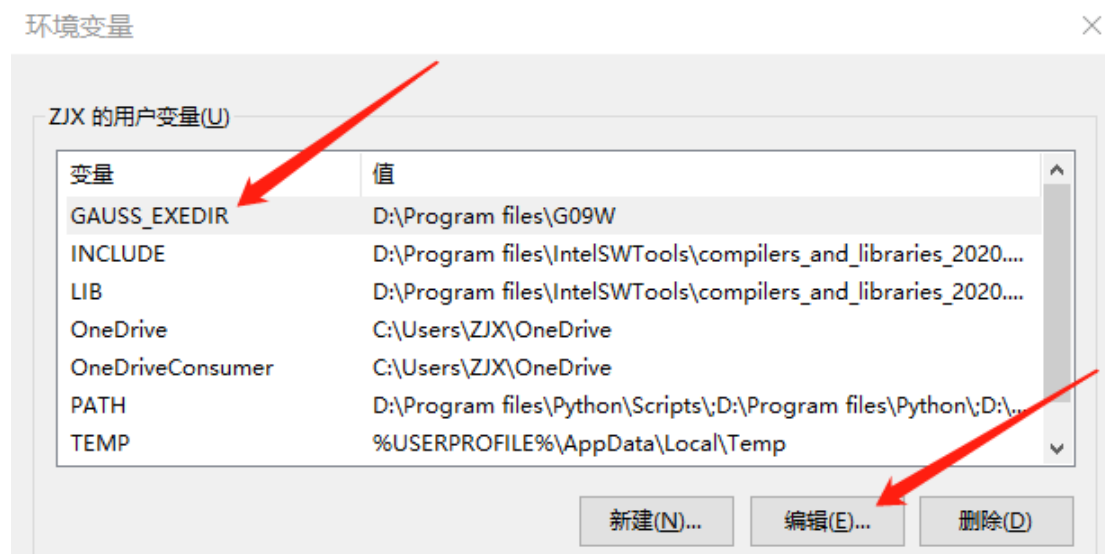 环境变量
ZJX 的用户变量(U)
变量 值
GAUSS_EXEDIR D:\Program files\G09W
INCLUDE D:\Program files\IntelSWTools\compilers_and_libraries_2020....
LIB D:\Program files\IntelSWTools\compilers_and_libraries_2020....
OneDrive C:\Users\ZJX\OneDrive
OneDriveConsumer C:\Users\ZJX\OneDrive
PATH D:\Program files\Python\Scripts\;D:\Program files\Python\;D:\...
TEMP %USERPROFILE%\AppData\Local\Temp
新建(N)... 编辑(E)... 删除(D)